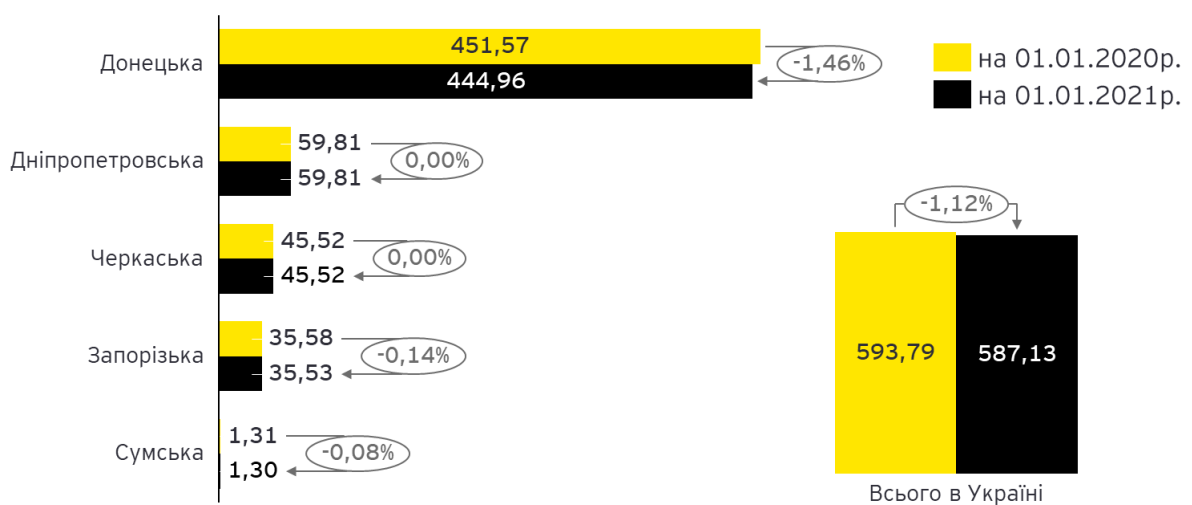 Донецька
451,57
444,96
-1,46%
на 01.01.2020р.
на 01.01.2021р.
Дніпропетровська
59,81
59,81
0,00%
Черкаська
45,52
45,52
0,00%
Запорізька
35,58
35,53
-0,14%
Сумська
1,31
1,30
-0,08%
-1,12%
593,79
587,13
Всього в Україні